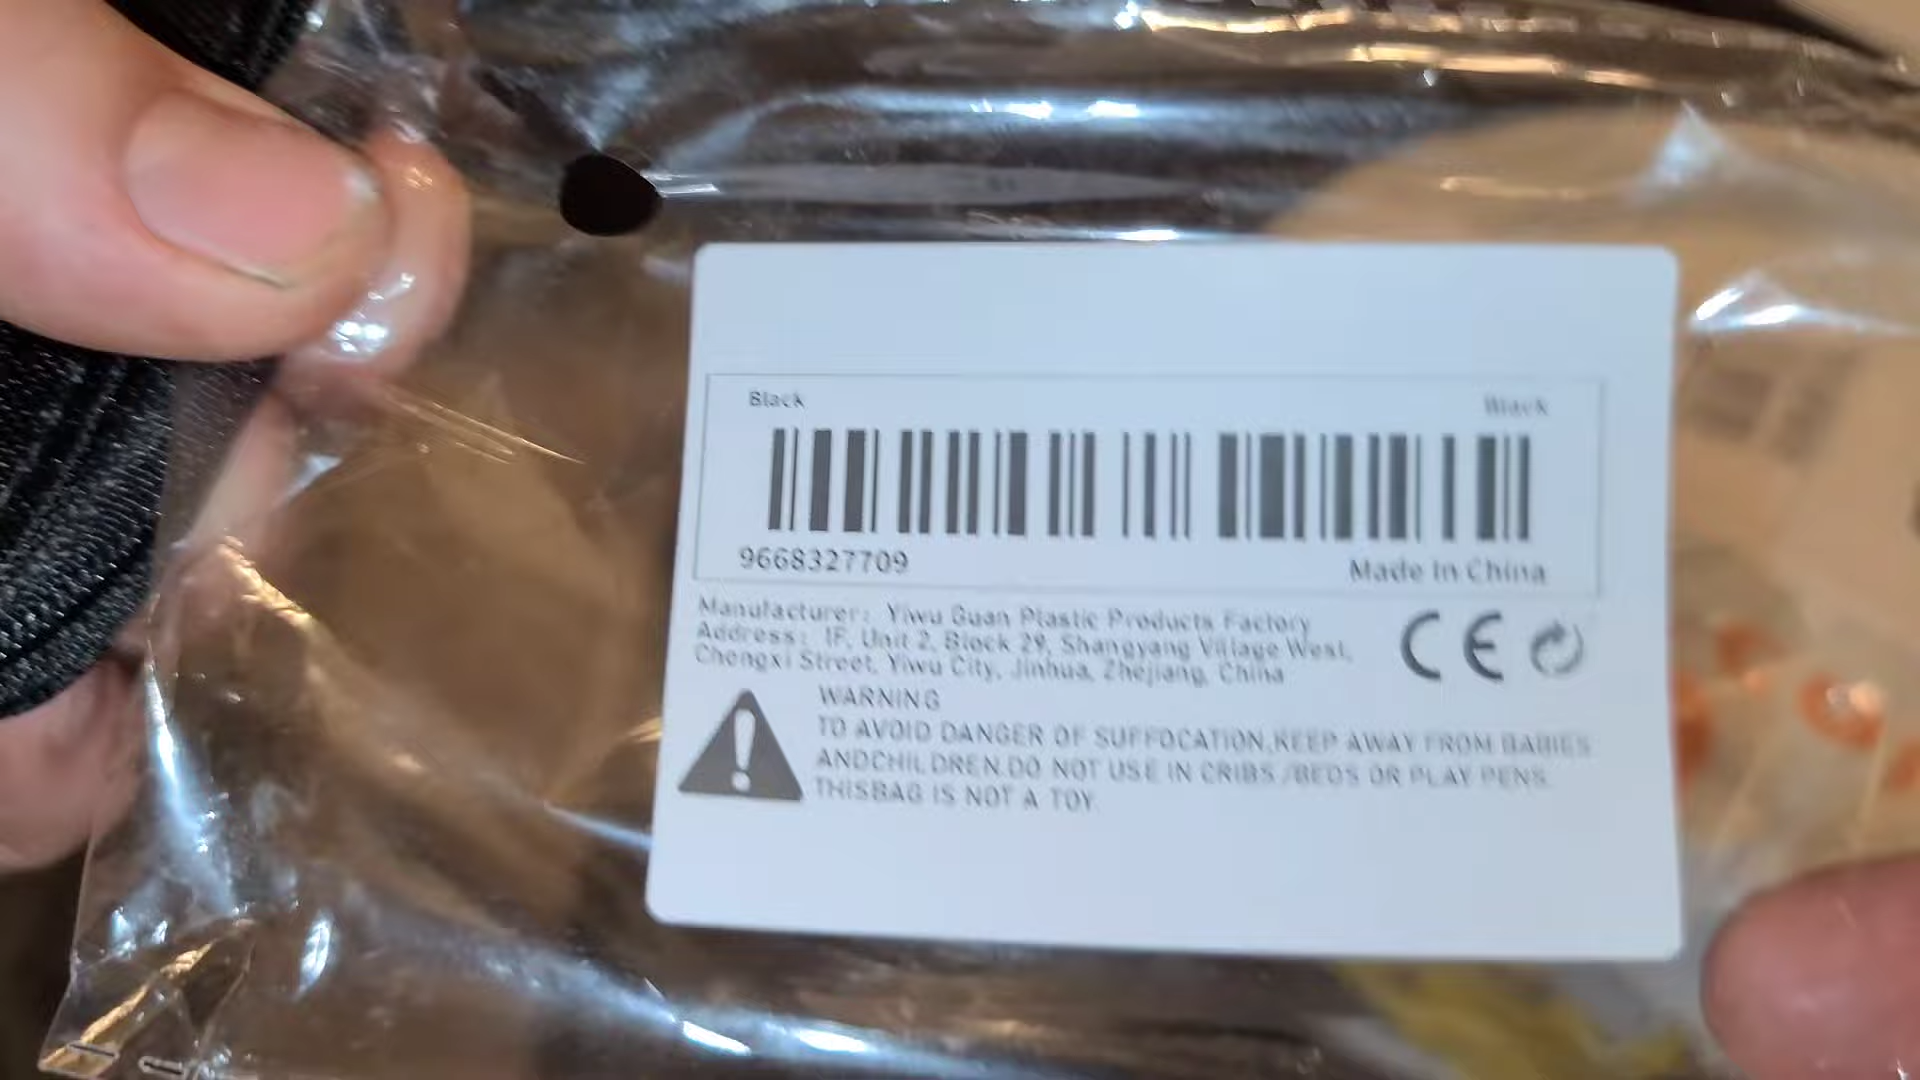 Black Black
9668327709 Made In China
Manufacturer: Yiwu Guan Plastic Products Factory
Address: 1F, Unit 2, Block 29, Shangyang Village West,
Chengxi Street, Yiwu City, Jinhua, Zhejiang, China
CE
WARNING
TO AVOID DANGER OF SUFFOCATION,KEEP AWAY FROM BABIES
ANDCHILDREN.DO NOT USE IN CRIBS /BEDS OR PLAY PENS.
THISBAG IS NOT A TOY.